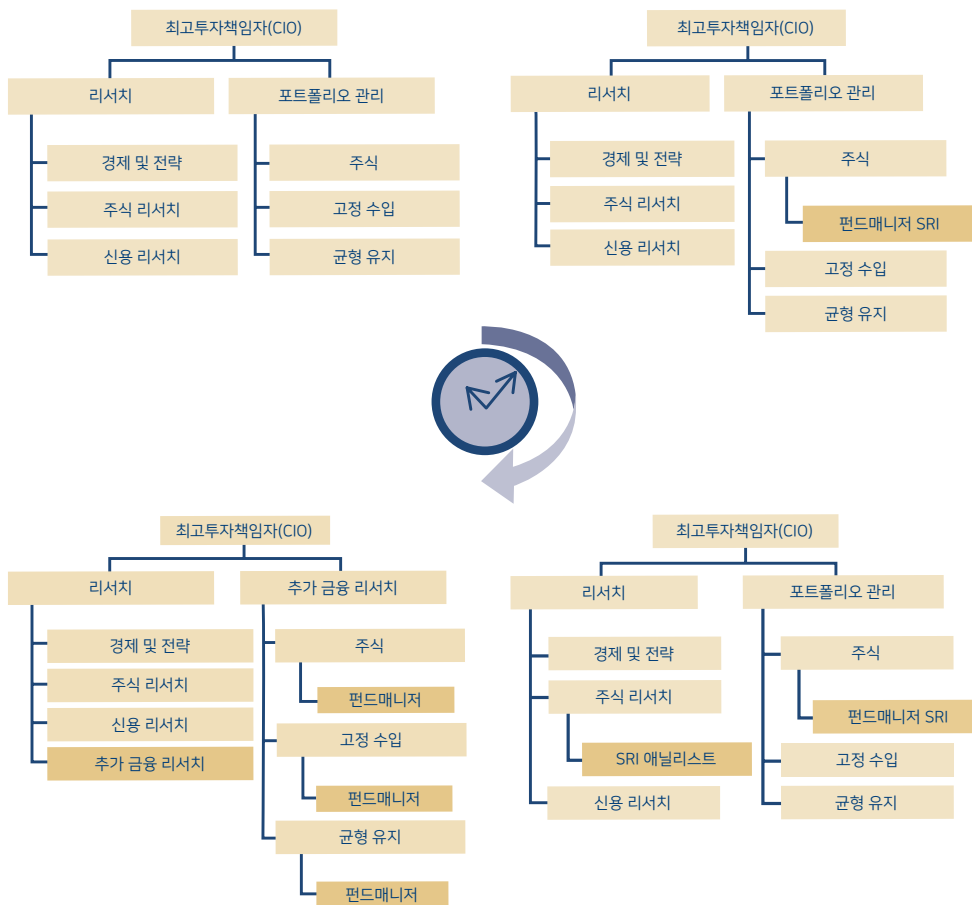 최고투자책임자(CIO)
리서치
포트폴리오 관리
경제 및 전략
주식
주식 리서치
고정 수입
신용 리서치
균형 유지
최고투자책임자(CIO)
리서치
포트폴리오 관리
경제 및 전략
주식
주식 리서치
펀드매니저 SRI
신용 리서치
고정 수입
균형 유지
최고투자책임자(CIO)
리서치
추가 금융 리서치
경제 및 전략
주식
주식 리서치
펀드매니저
신용 리서치
고정 수입
추가 금융 리서치
펀드매니저
균형 유지
펀드매니저
최고투자책임자(CIO)
리서치
포트폴리오 관리
경제 및 전략
주식
주식 리서치
펀드매니저 SRI
SRI 애널리스트
고정 수입
신용 리서치
균형 유지